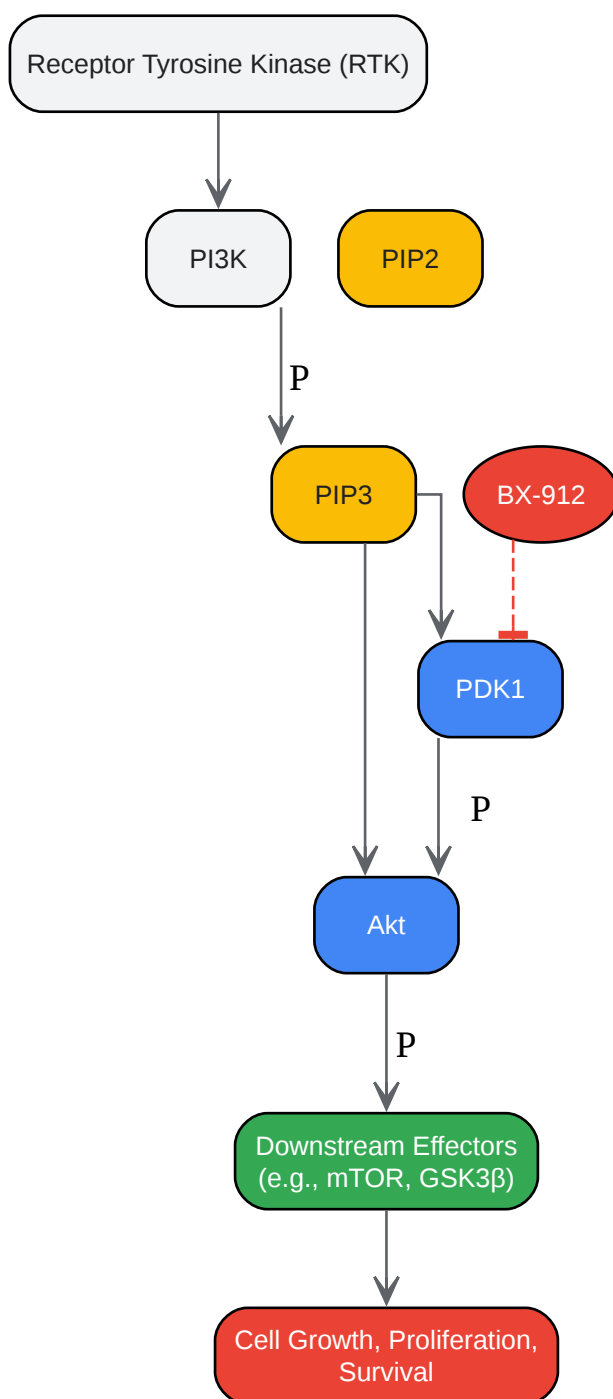 Receptor Tyrosine Kinase (RTK)
PI3K
PIP2
P
PIP3
BX-912
PDK1
P
Akt
P
Downstream Effectors
(e.g., mTOR, GSK3β)
Cell Growth, Proliferation,
Survival